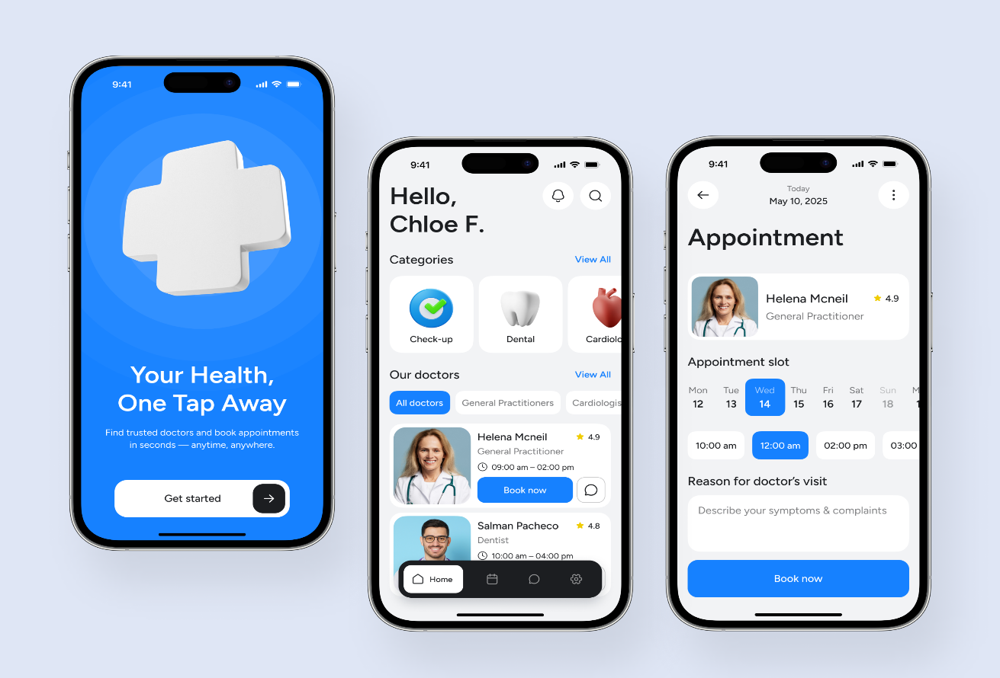 9:41
Your Health,
One Tap Away
Find trusted doctors and book appointments
in seconds — anytime, anywhere.
Get started
9:41
Hello,
Chloe F.
Categories View All
Check-up Dental Cardiolo
Our doctors View All
All doctors General Practitioners Cardiologis
Helena Mcneil 4.9
General Practitioner
09:00 am – 02:00 pm
Book now
Salman Pacheco 4.8
Dentist
10:00 am – 04:00 pm
Home
9:41
Today
May 10, 2025
Appointment
Helena Mcneil 4.9
General Practitioner
Appointment slot
Mon Tue Wed Thu Fri Sat Sun M
12 13 14 15 16 17 18 1
10:00 am 12:00 am 02:00 pm 03:00
Reason for doctor’s visit
Describe your symptoms & complaints
Book now